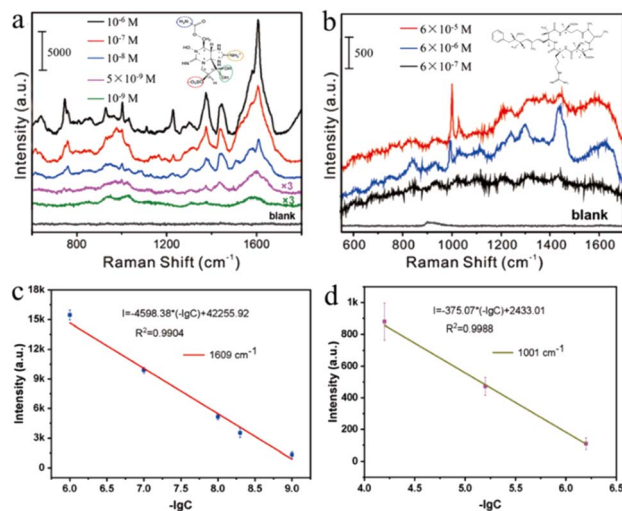 a
10⁻⁶ M
10⁻⁷ M
10⁻⁸ M
5×10⁻⁹ M
10⁻⁹ M
5000
×3
×3
blank
Intensity (a.u.)
800 1000 1200 1400 1600
Raman Shift (cm⁻¹)
b
6×10⁻⁵ M
6×10⁻⁶ M
6×10⁻⁷ M
500
blank
Intensity (a.u.)
600 800 1000 1200 1400 1600
Raman Shift (cm⁻¹)
c
I=-4598.38*(-lgC)+42255.92
R²=0.9904
1609 cm⁻¹
18k
15k
12k
9k
6k
3k
0
Intensity (a.u.)
6.0 6.5 7.0 7.5 8.0 8.5 9.0
-lgC
d
I=-375.07*(-lgC)+2433.01
R²=0.9988
1001 cm⁻¹
1k
800
600
400
200
0
Intensity (a.u.)
4.0 4.5 5.0 5.5 6.0 6.5
-lgC